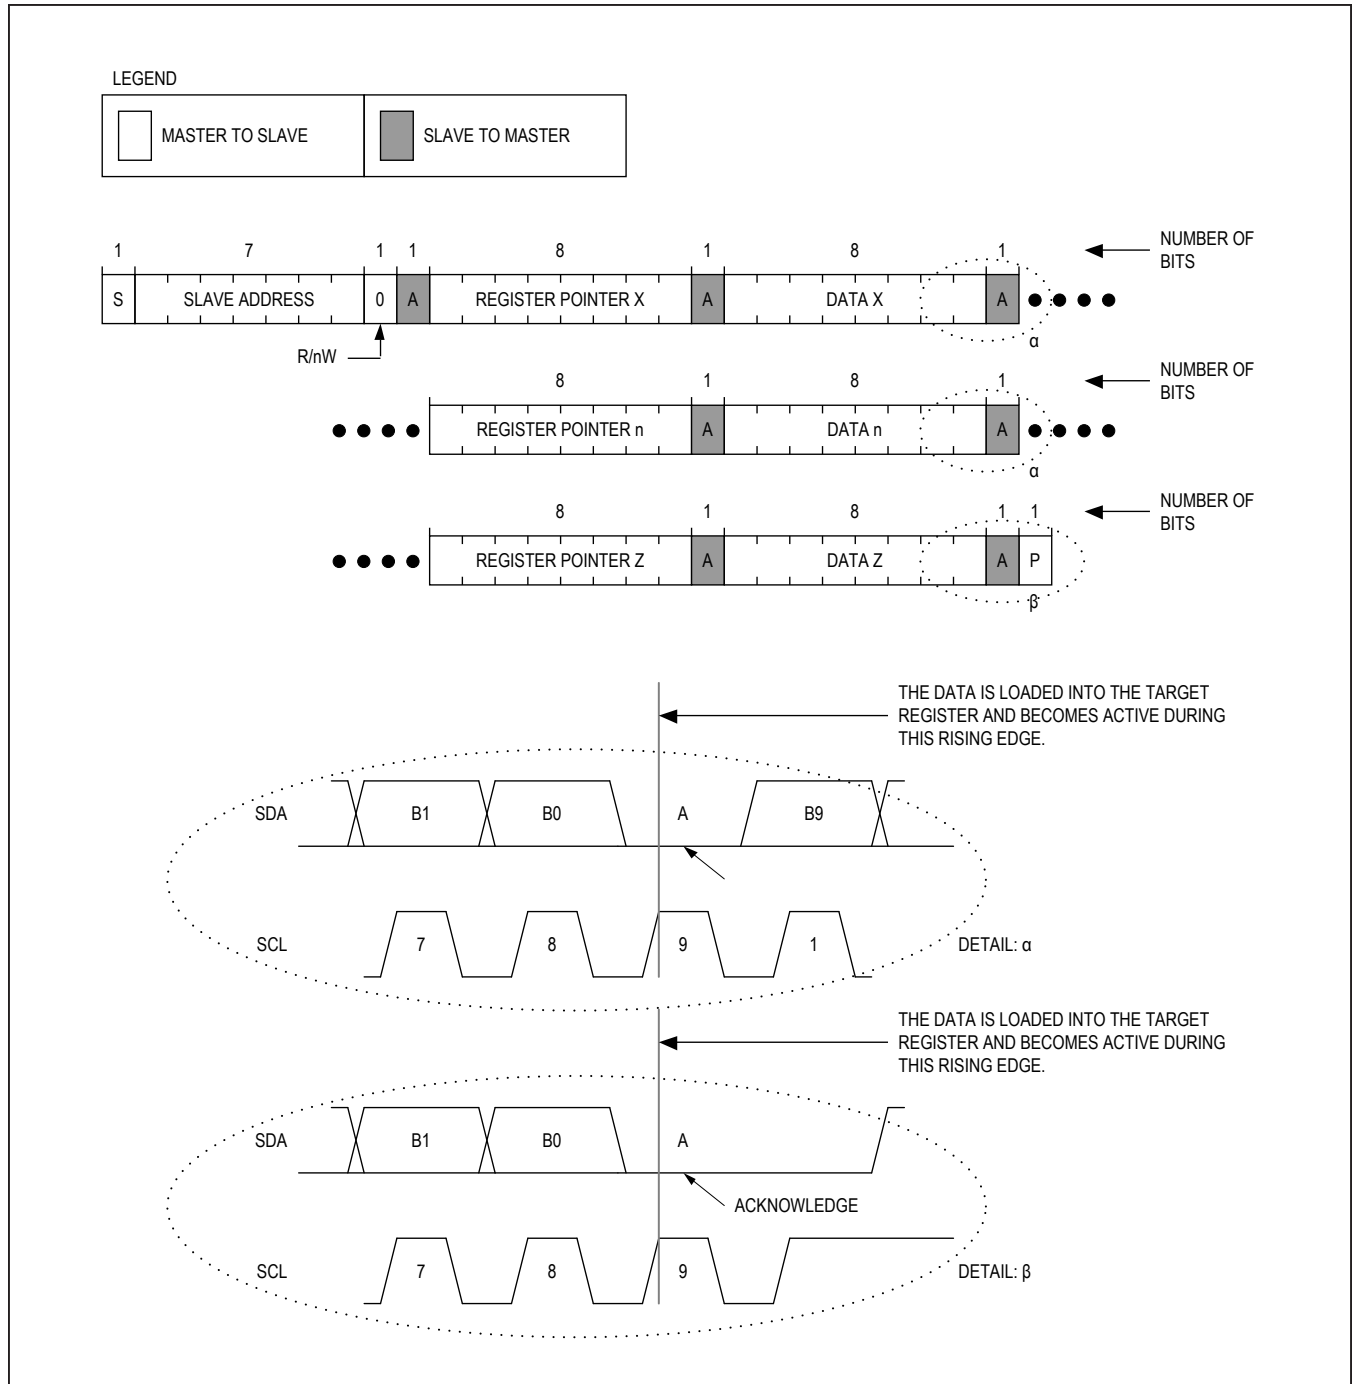 LEGEND
MASTER TO SLAVE SLAVE TO MASTER
1 7 1 1 8 1 8 1 NUMBER OF
BITS
S SLAVE ADDRESS 0 A REGISTER POINTER X A DATA X A
α
R/nW
8 1 8 1 NUMBER OF
BITS
REGISTER POINTER n A DATA n A
α
8 1 8 1 1 NUMBER OF
BITS
REGISTER POINTER Z A DATA Z A P
β
THE DATA IS LOADED INTO THE TARGET
REGISTER AND BECOMES ACTIVE DURING
THIS RISING EDGE.
SDA B1 B0 A B9
SCL 7 8 9 1 DETAIL: α
THE DATA IS LOADED INTO THE TARGET
REGISTER AND BECOMES ACTIVE DURING
THIS RISING EDGE.
SDA B1 B0 A
ACKNOWLEDGE
SCL 7 8 9 DETAIL: β